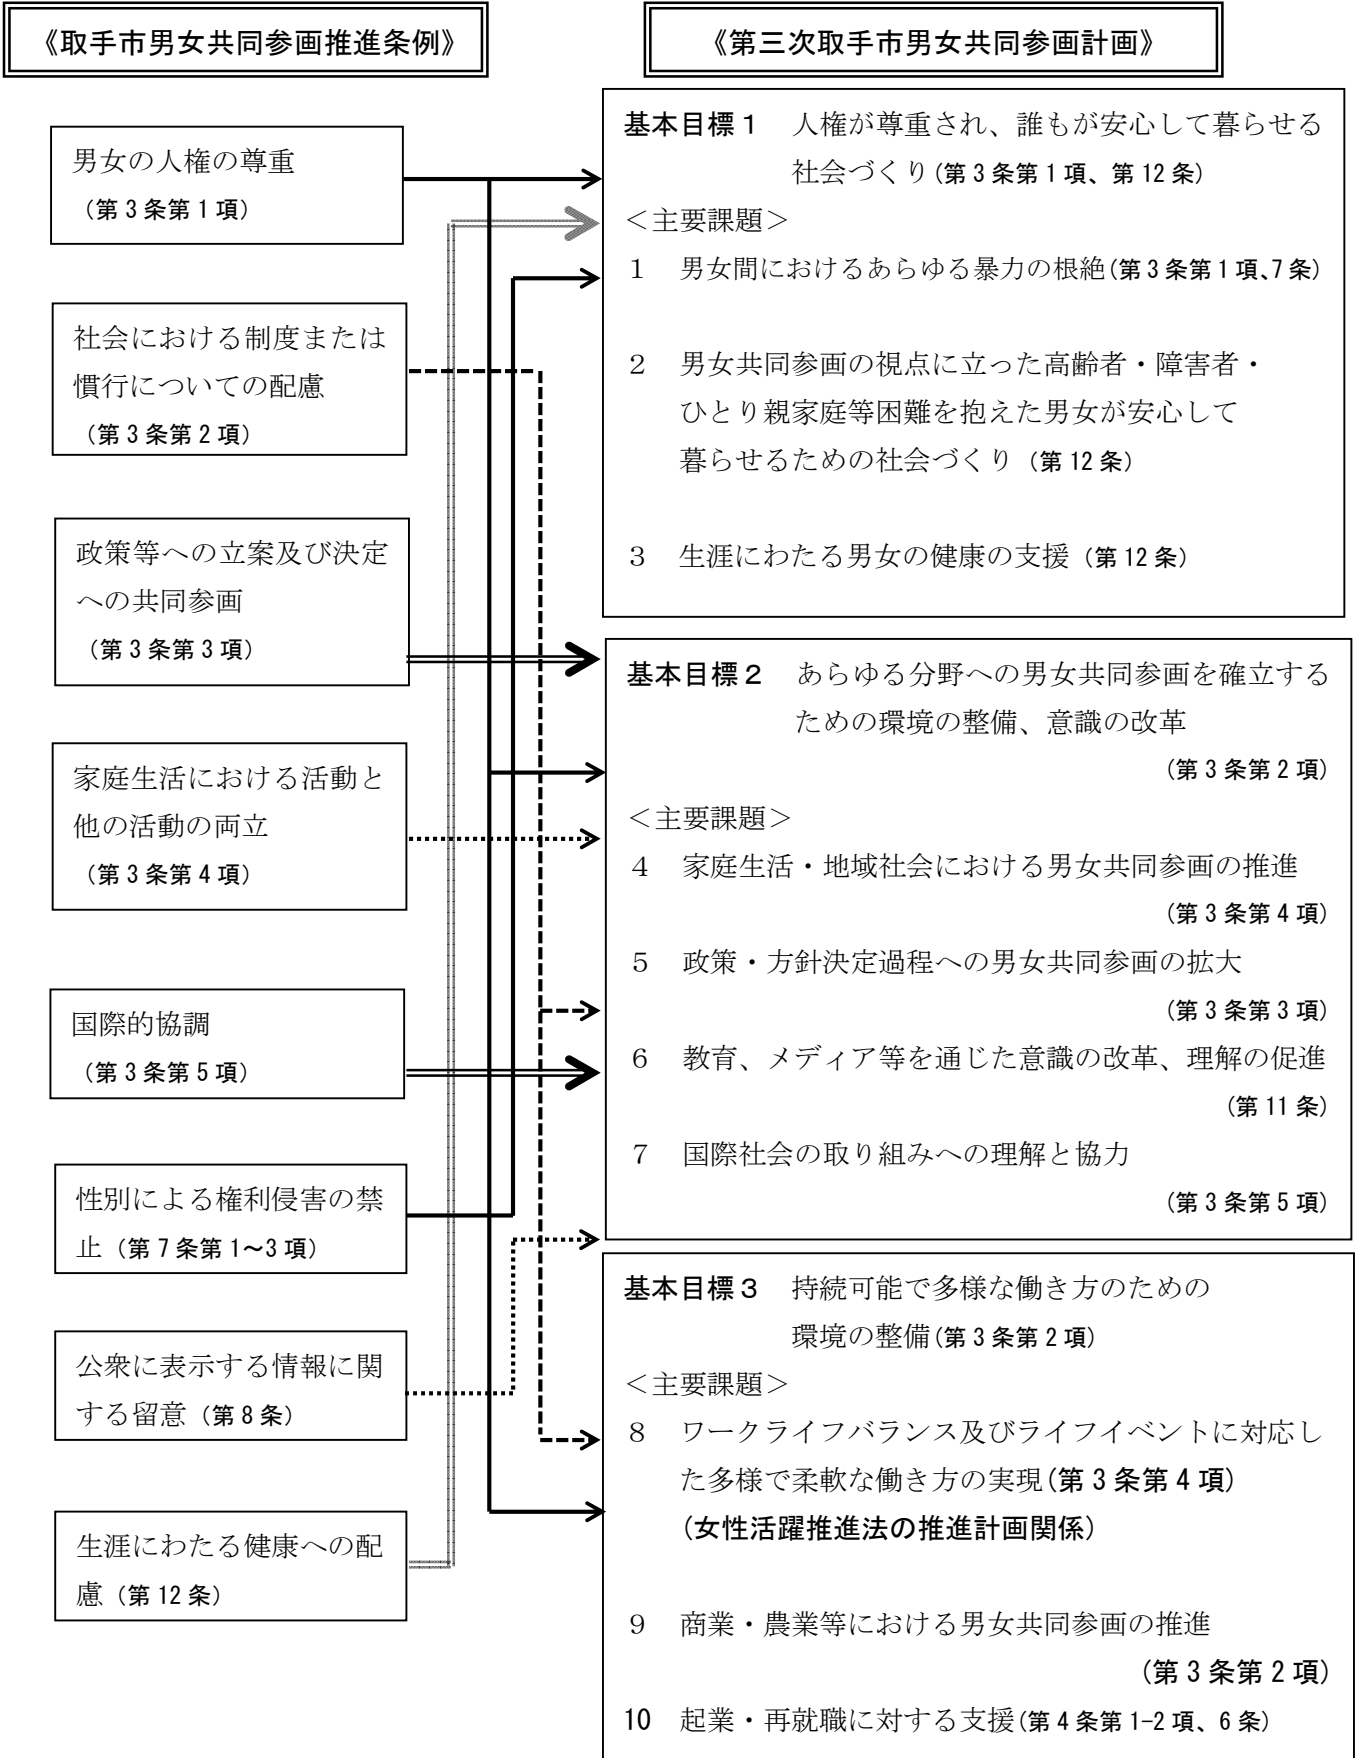 《取手市男女共同参画推進条例》
《第三次取手市男女共同参画計画》
男女の人権の尊重
（第3条第1項）
社会における制度または
慣行についての配慮
（第3条第2項）
政策等への立案及び決定
への共同参画
（第3条第3項）
家庭生活における活動と
他の活動の両立
（第3条第4項）
国際的協調
（第3条第5項）
性別による権利侵害の禁
止（第7条第1～3項）
公衆に表示する情報に関
する留意（第8条）
生涯にわたる健康への配
慮（第12条）
基本目標１　人権が尊重され、誰もが安心して暮らせる
社会づくり(第3条第1項、第12条)
＜主要課題＞
１　男女間におけるあらゆる暴力の根絶(第3条第1項、7条)
２　男女共同参画の視点に立った高齢者・障害者・
ひとり親家庭等困難を抱えた男女が安心して
暮らせるための社会づくり（第12条）
３　生涯にわたる男女の健康の支援（第12条）
基本目標２　あらゆる分野への男女共同参画を確立する
ための環境の整備、意識の改革
（第3条第2項）
＜主要課題＞
４　家庭生活・地域社会における男女共同参画の推進
（第3条第4項）
５　政策・方針決定過程への男女共同参画の拡大
（第3条第3項）
６　教育、メディア等を通じた意識の改革、理解の促進
（第11条）
７　国際社会の取り組みへの理解と協力
（第3条第5項）
基本目標３　持続可能で多様な働き方のための
環境の整備(第3条第2項)
＜主要課題＞
８　ワークライフバランス及びライフイベントに対応し
た多様で柔軟な働き方の実現(第3条第4項)
（女性活躍推進法の推進計画関係）
９　商業・農業等における男女共同参画の推進
（第3条第2項）
10　起業・再就職に対する支援(第4条第1-2項、6条)